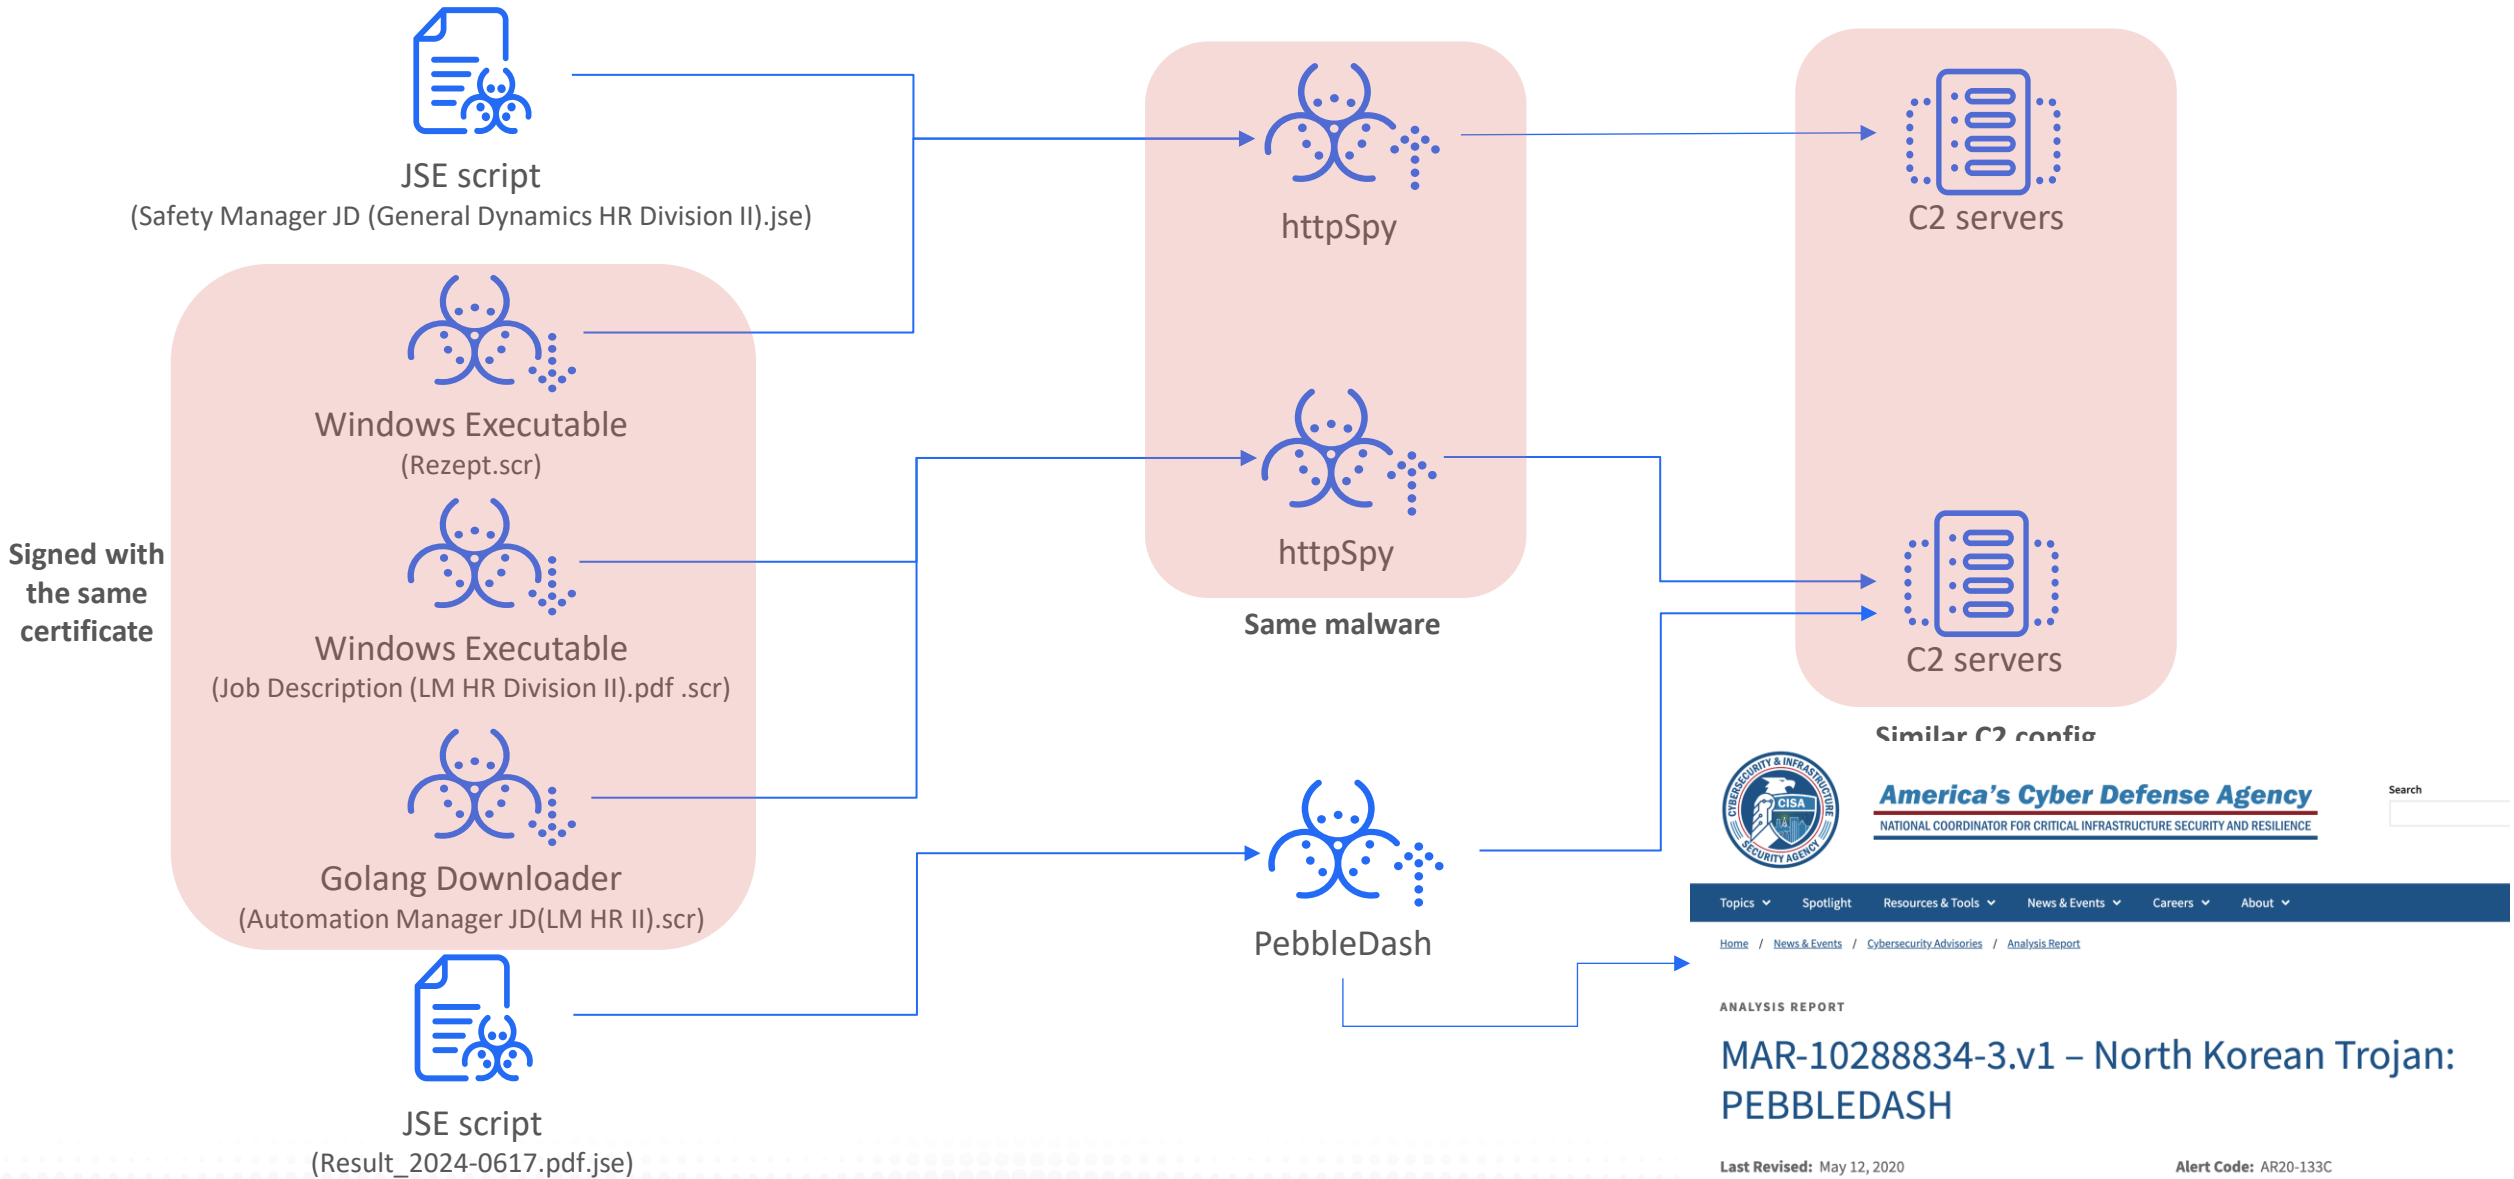 JSE script
(Safety Manager JD (General Dynamics HR Division II).jse)
Windows Executable
(Rezept.scr)
Signed with
the same
certificate
Windows Executable
(Job Description (LM HR Division II).pdf .scr)
Golang Downloader
(Automation Manager JD(LM HR II).scr)
JSE script
(Result_2024-0617.pdf.jse)
httpSpy
httpSpy
Same malware
PebbleDash
C2 servers
C2 servers
Similar C2 config
CYBERSECURITY & INFRASTRUCTURE
SECURITY AGENCY
CISA
America's Cyber Defense Agency
NATIONAL COORDINATOR FOR CRITICAL INFRASTRUCTURE SECURITY AND RESILIENCE
Search
Topics Spotlight Resources & Tools News & Events Careers About
Home / News & Events / Cybersecurity Advisories / Analysis Report
ANALYSIS REPORT
MAR-10288834-3.v1 – North Korean Trojan:
PEBBLEDASH
Last Revised: May 12, 2020 Alert Code: AR20-133C